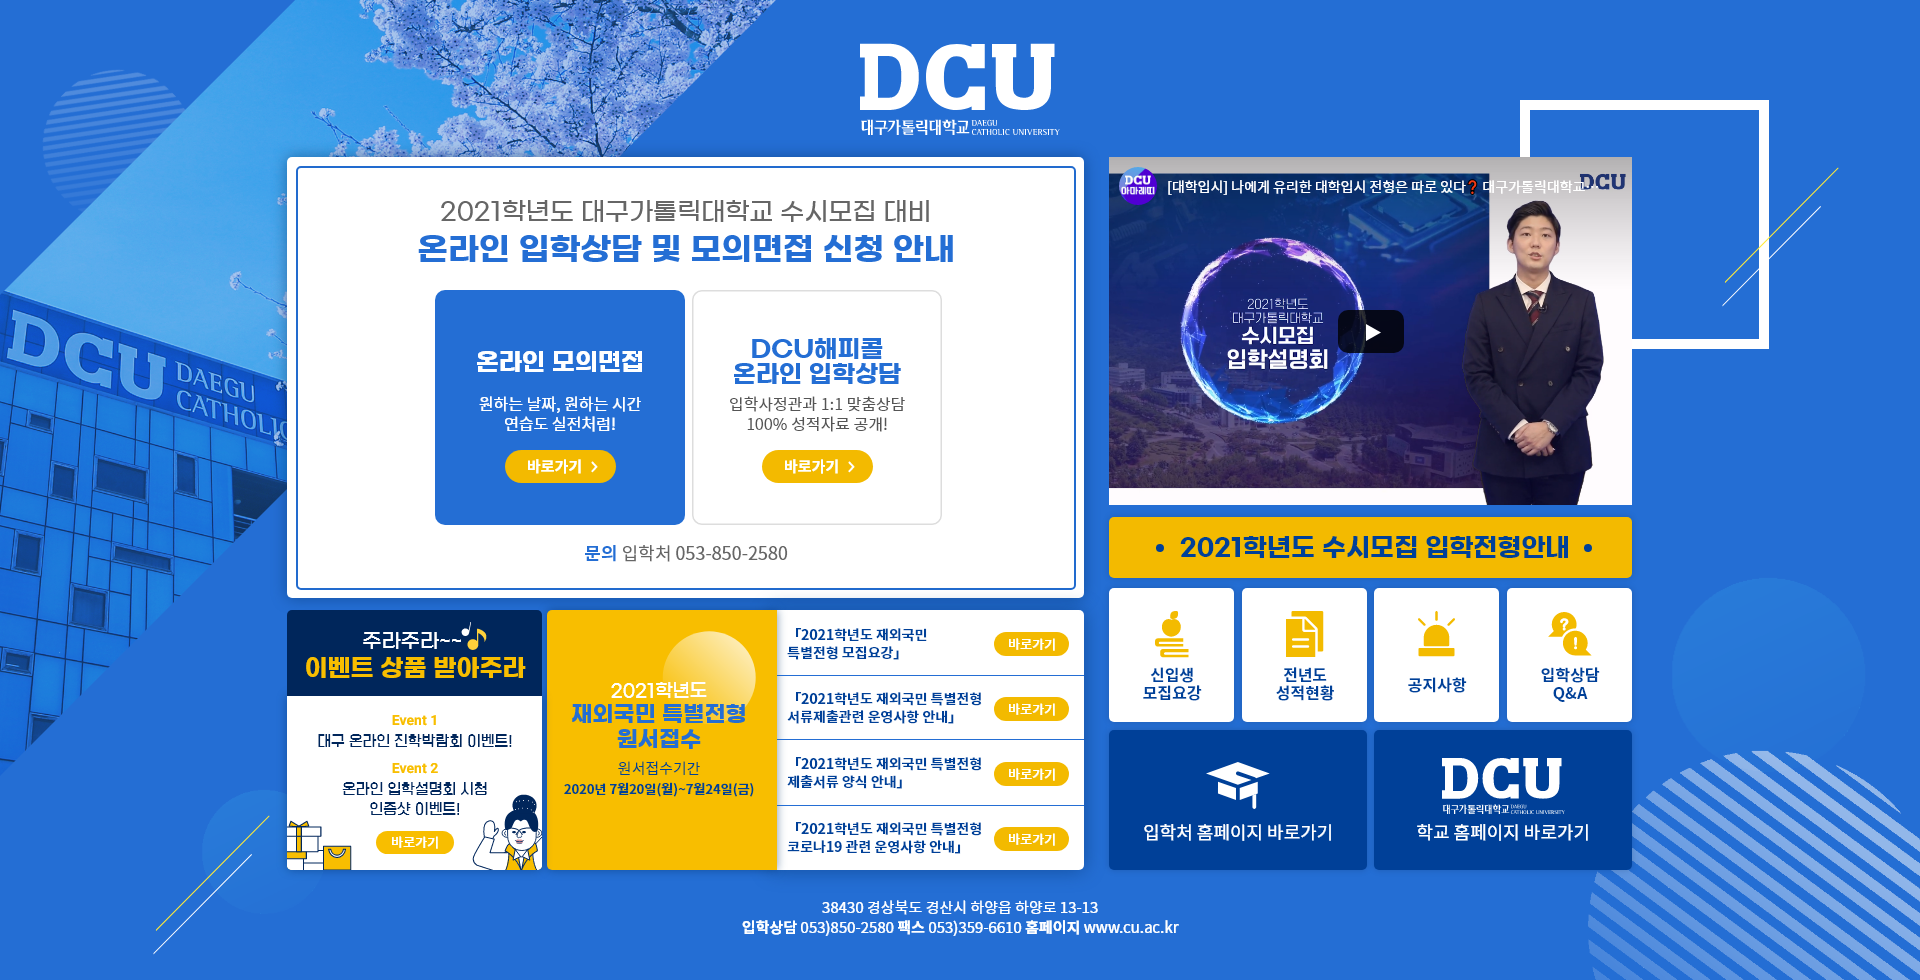 DCU
대구가톨릭대학교 DAEGU CATHOLIC UNIVERSITY
DCU DAEGU
CATHOLIC
2021학년도 대구가톨릭대학교 수시모집 대비
온라인 입학상담 및 모의면접 신청 안내
온라인 모의면접
원하는 날짜, 원하는 시간
연습도 실전처럼!
바로가기
DCU해피콜
온라인 입학상담
입학사정관과 1:1 맞춤상담
100% 성적자료 공개!
바로가기
문의 입학처 053-850-2580
DCU
[대학입시] 나에게 유리한 대학입시 전형은 따로 있다❓ 대구가톨릭대학교…
DCU
2021학년도
대구가톨릭대학교
수시모집
입학설명회
• 2021학년도 수시모집 입학전형안내 •
신입생
모집요강
전년도
성적현황
공지사항
입학상담
Q&A
입학처 홈페이지 바로가기
DCU
대구가톨릭대학교 DAEGU CATHOLIC UNIVERSITY
학교 홈페이지 바로가기
주라주라~~
이벤트 상품 받아주라
Event 1
대구 온라인 진학박람회 이벤트!
Event 2
온라인 입학설명회 시청
인증샷 이벤트!
바로가기
2021학년도
재외국민 특별전형
원서접수
원서접수기간
2020년 7월20일(월)~7월24일(금)
「2021학년도 재외국민
특별전형 모집요강」
바로가기
「2021학년도 재외국민 특별전형
서류제출관련 운영사항 안내」
바로가기
「2021학년도 재외국민 특별전형
제출서류 양식 안내」
바로가기
「2021학년도 재외국민 특별전형
코로나19 관련 운영사항 안내」
바로가기
38430 경상북도 경산시 하양읍 하양로 13-13
입학상담 053)850-2580 팩스 053)359-6610 홈페이지 www.cu.ac.kr